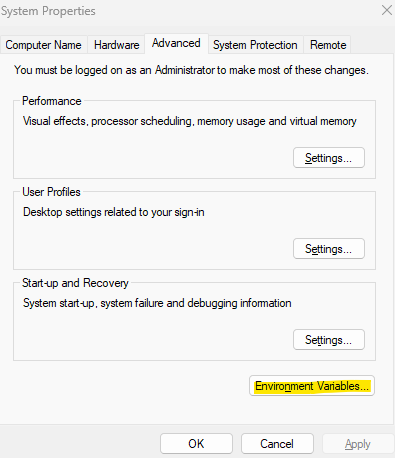 System Properties
Computer Name Hardware Advanced System Protection Remote
You must be logged on as an Administrator to make most of these changes.
Performance
Visual effects, processor scheduling, memory usage and virtual memory
Settings...
User Profiles
Desktop settings related to your sign-in
Settings...
Start-up and Recovery
System start-up, system failure and debugging information
Settings...
Environment Variables...
OK Cancel Apply